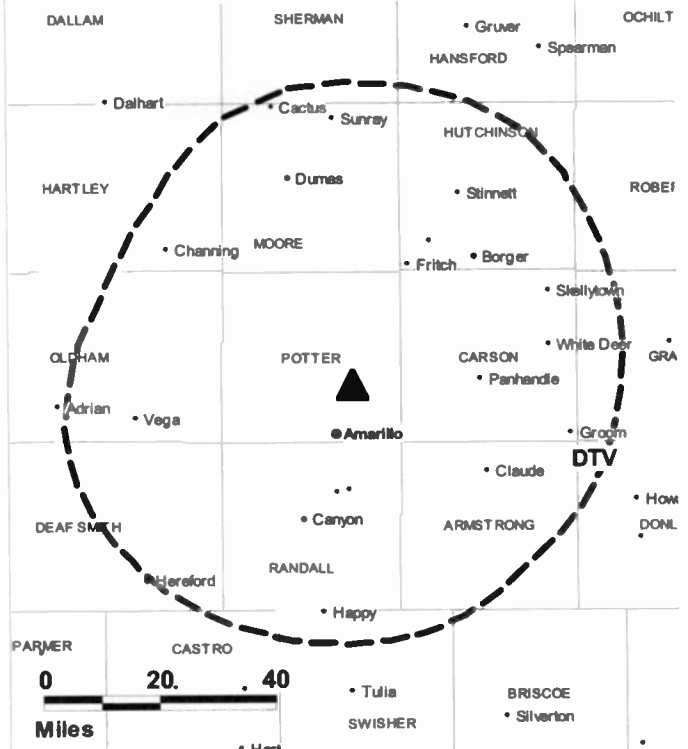 DALLAM
SHERMAN
OCHILT
Gruver
Spearman
HANSFORD
Dalhart
Cactus
Sunray
HUTCHINSON
Dumas
HARTLEY
Stinnett
ROBER
MOORE
Channing
Borger
Fritch
Skellytown
White Deer
OLDHAM
POTTER
CARSON
GRA
Panhandle
Adrian
Vega
Amarillo
Groom
DTV
Claude
How
Canyon
DEAF SMITH
ARMSTRONG
DONL
RANDALL
Hereford
Happy
PARMER
CASTRO
0 20 40
Tulia
BRISCOE
Silverton
Miles
SWISHER
Hart